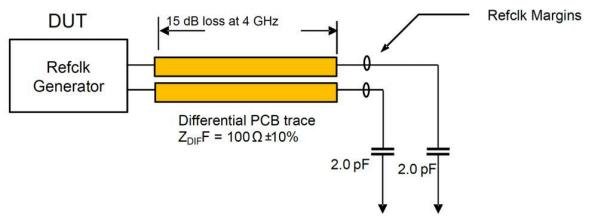 DUT
15 dB loss at 4 GHz
Refclk Margins
Refclk
Generator
Differential PCB trace
ZDIFF = 100Ω±10%
2.0 pF
2.0 pF